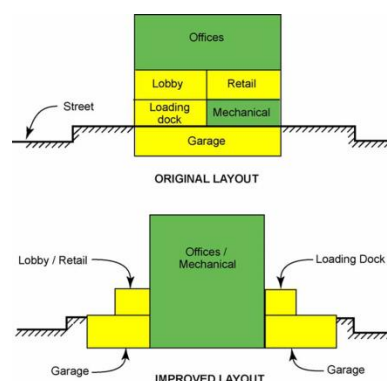 Offices
Lobby
Retail
Street
Loading
dock
Mechanical
Garage
ORIGINAL LAYOUT
Lobby / Retail
Offices /
Mechanical
Loading Dock
Garage
Garage
IMPROVED LAYOUT